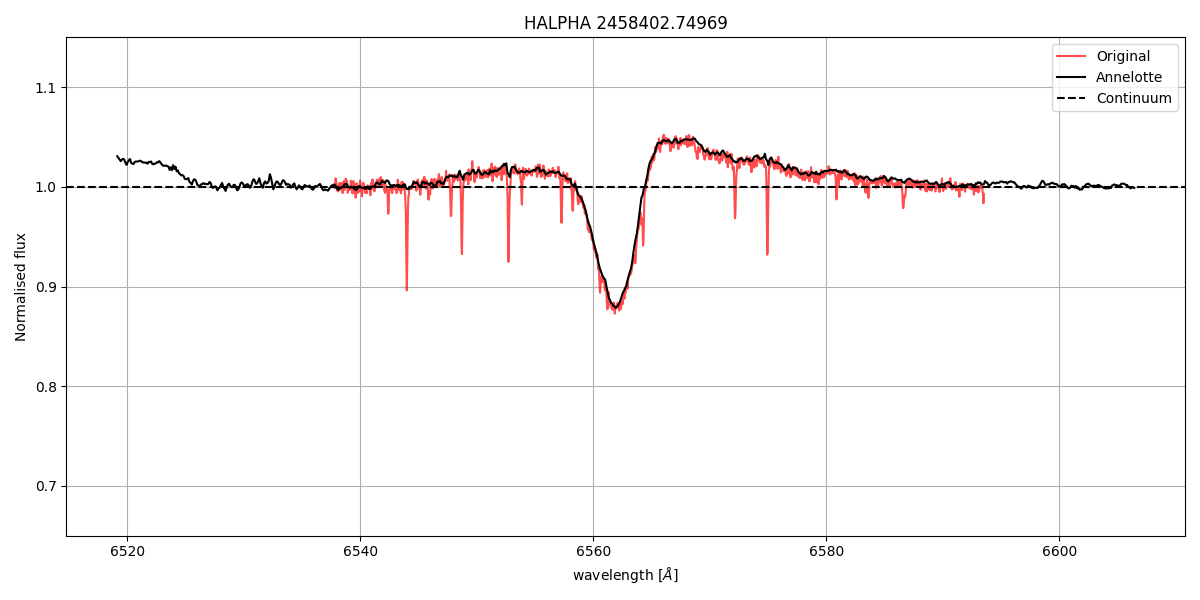 HALPHA 2458402.74969
Original
Annelotte
Continuum
1.1
1.0
0.9
0.8
0.7
Normalised flux
6520 6540 6560 6580 6600
wavelength [Å]